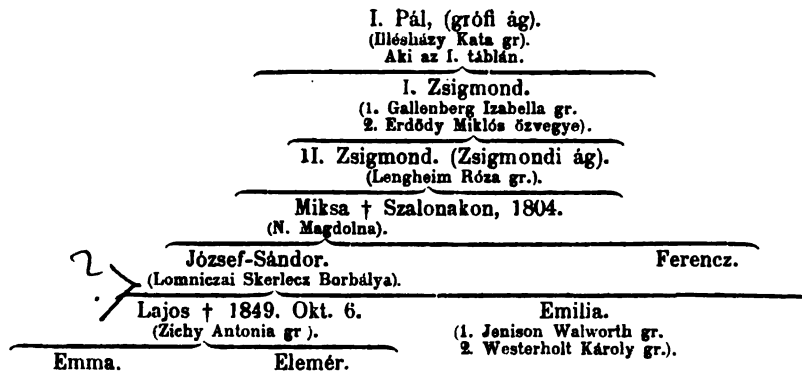 I. Pál, (grófi ág).
(Illésházy Kata gr).
Aki az I. táblán.
I. Zsigmond.
(1. Gallenberg Izabella gr.
2. Erdődy Miklós özvegye).
1I. Zsigmond. (Zsigmondi ág).
(Lengheim Róza gr.).
Miksa † Szalonakon, 1804.
(N. Magdolna).
József-Sándor. Ferencz.
?
(Lomniczai Skerlecz Borbálya).
Lajos † 1849. Okt. 6. Emilia.
(Zichy Antonia gr ). (1. Jenison Walworth gr.
2. Westerholt Károly gr.).
Emma. Elemér.